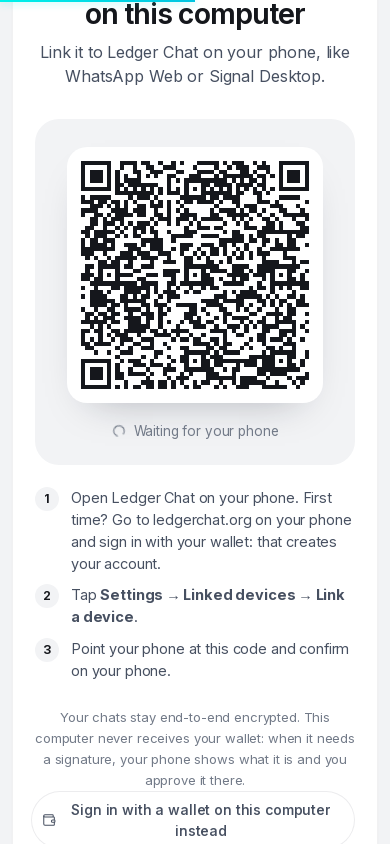 on this computer
Link it to Ledger Chat on your phone, like
WhatsApp Web or Signal Desktop.
Waiting for your phone
1 Open Ledger Chat on your phone. First
time? Go to ledgerchat.org on your phone
and sign in with your wallet: that creates
your account.
2 Tap Settings → Linked devices → Link
a device.
3 Point your phone at this code and confirm
on your phone.
Your chats stay end-to-end encrypted. This
computer never receives your wallet: when it needs
a signature, your phone shows what it is and you
approve it there.
Sign in with a wallet on this computer
instead